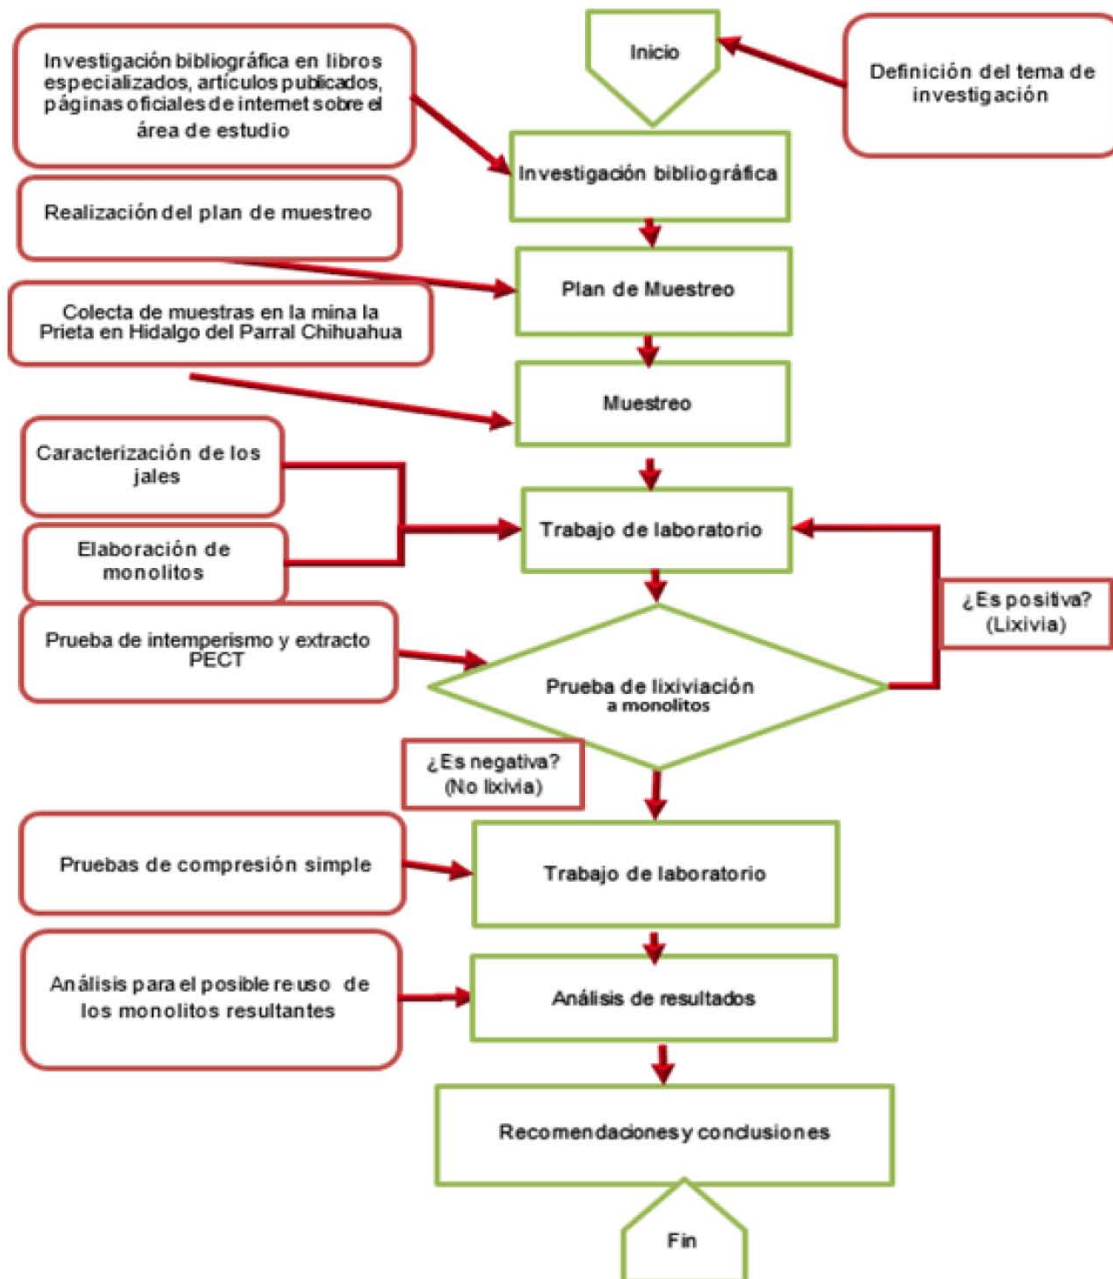 Inicio
Definición del tema de
investigación
Investigación bibliográfica en libros
especializados, artículos publicados,
páginas oficiales de internet sobre el
área de estudio
Investigación bibliográfica
Realización del plan de muestreo
Plan de Muestreo
Colecta de muestras en la mina la
Prieta en Hidalgo del Parral Chihuahua
Muestreo
Caracterización de los
jales
Elaboración de
monolitos
Trabajo de laboratorio
¿Es positiva?
(Lixivia)
Prueba de intemperismo y extracto
PECT
Prueba de lixiviación
a monolitos
¿Es negativa?
(No lixivia)
Pruebas de compresión simple
Trabajo de laboratorio
Análisis para el posible reuso de
los monolitos resultantes
Análisis de resultados
Recomendaciones y conclusiones
Fin